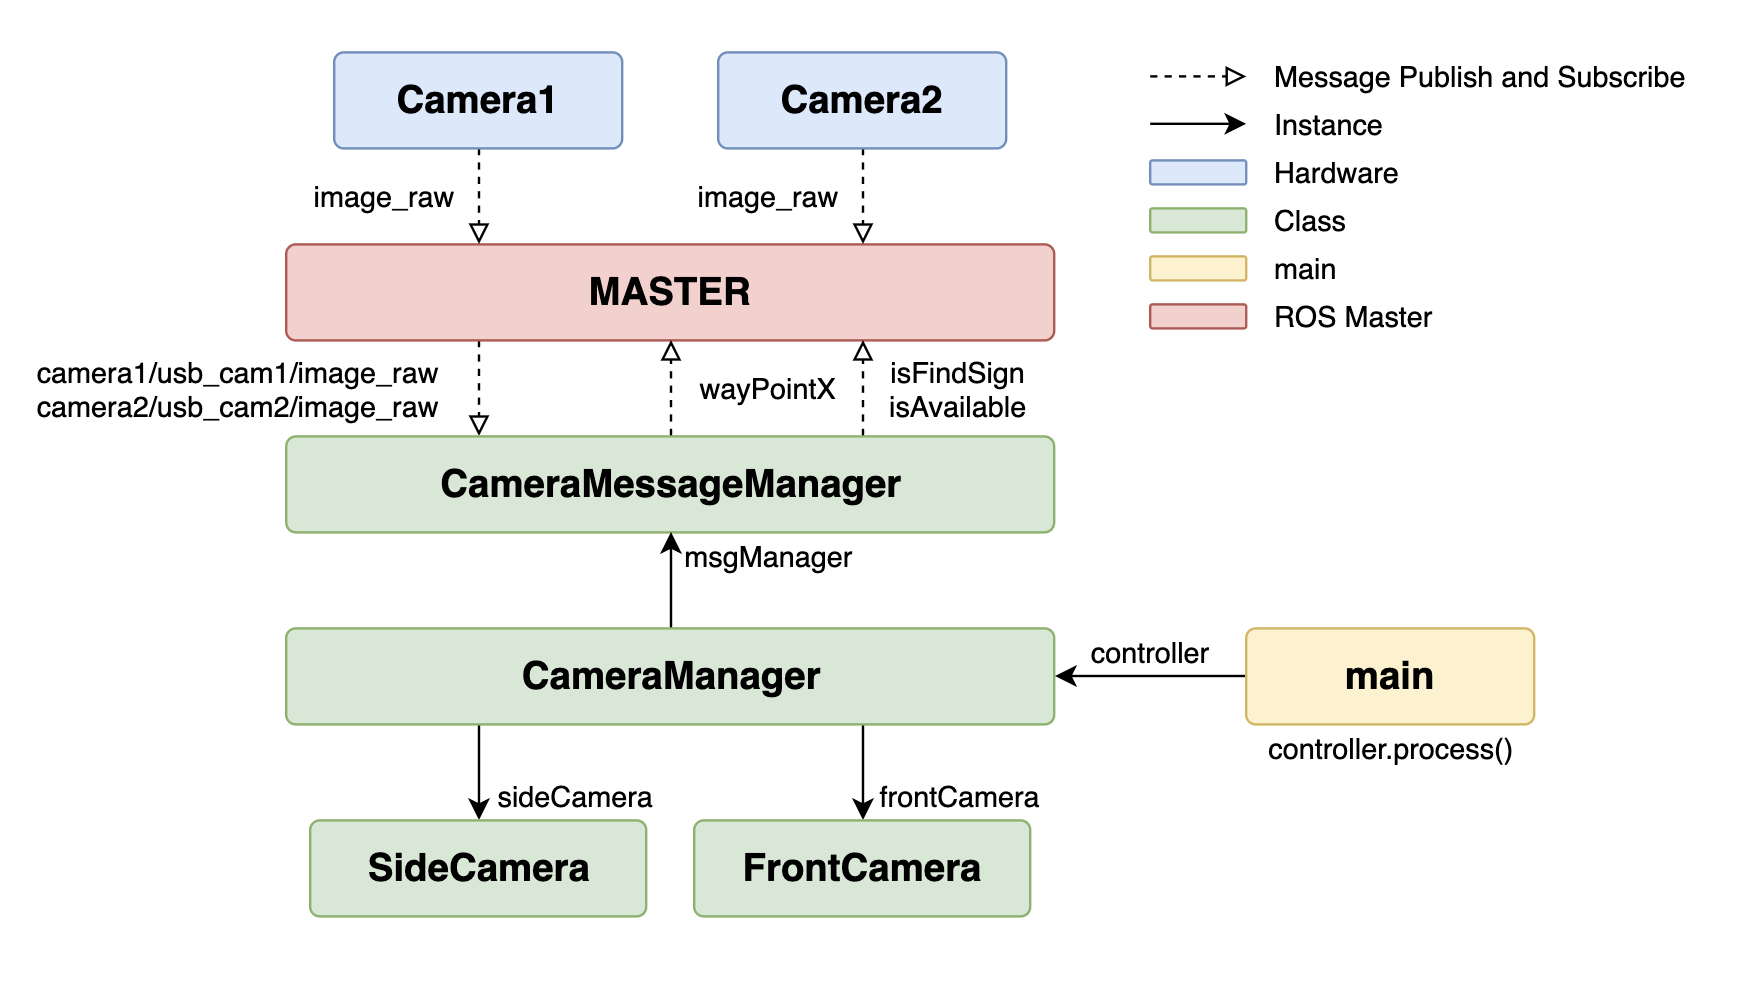 Camera1
Camera2
Message Publish and Subscribe
Instance
Hardware
Class
main
ROS Master
image_raw
image_raw
MASTER
camera1/usb_cam1/image_raw
camera2/usb_cam2/image_raw
wayPointX
isFindSign
isAvailable
CameraMessageManager
msgManager
CameraManager
controller
main
controller.process()
sideCamera
frontCamera
SideCamera
FrontCamera